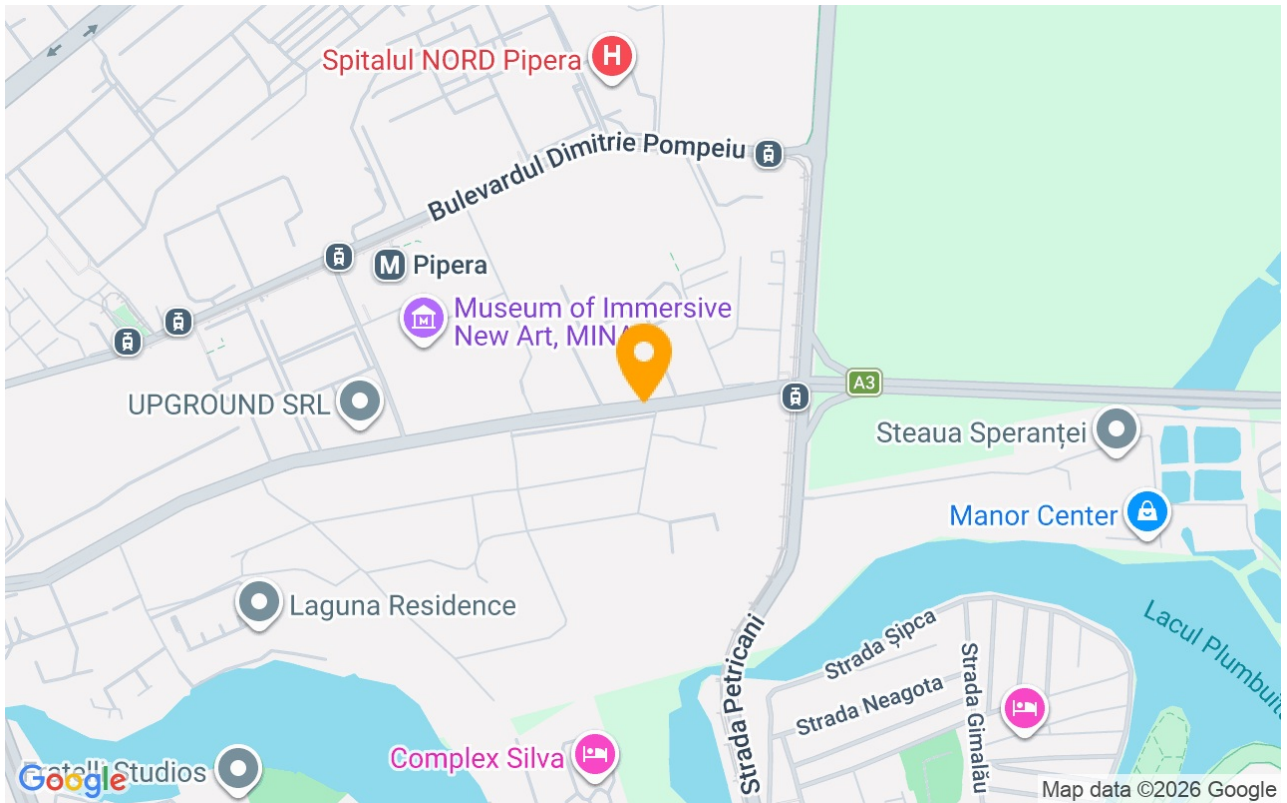 Spitalul NORD Pipera
H
Bulevardul Dimitrie Pompeiu
M Pipera
Museum of Immersive
New Art, MINA
A3
UPGROUND SRL
Steaua Speranței
Manor Center
Laguna Residence
Lacul Plumbuita
Strada Șipca
Strada Neagota
Strada Gimalău
Strada Petricani
Complex Silva
Fratelli Studios
Google
Map data ©2026 Google